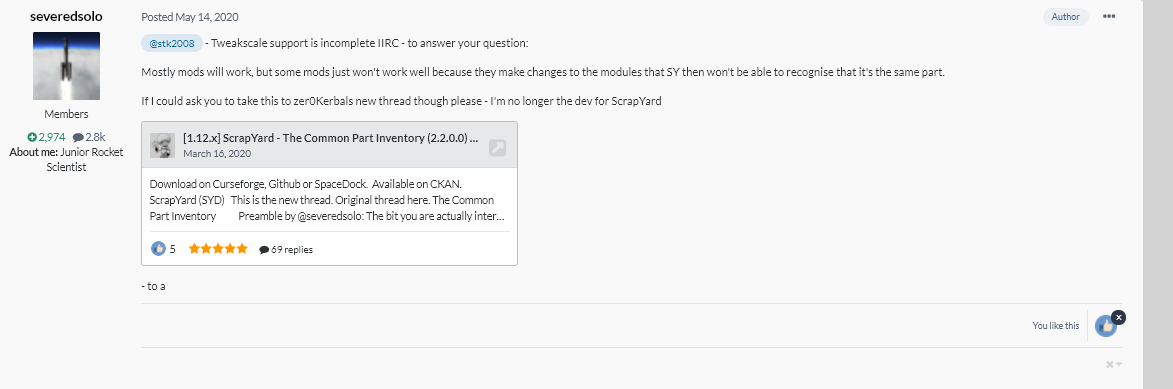 severedsolo
Members
2,974 2.8k
About me: Junior Rocket
Scientist
Posted May 14, 2020
Author
@stk2008 - Tweakscale support is incomplete IIRC - to answer your question:
Mostly mods will work, but some mods just won't work well because they make changes to the modules that SY then won't be able to recognise that it's the same part.
If I could ask you to take this to zer0Kerbals new thread though please - I'm no longer the dev for ScrapYard
[1.12.x] ScrapYard - The Common Part Inventory (2.2.0.0) ...
March 16, 2020
Download on Curseforge, Github or SpaceDock. Available on CKAN.
ScrapYard (SYD) This is the new thread. Original thread here. The Common
Part Inventory Preamble by @severedsolo: The bit you are actually inter...
5 69 replies
- to a
You like this